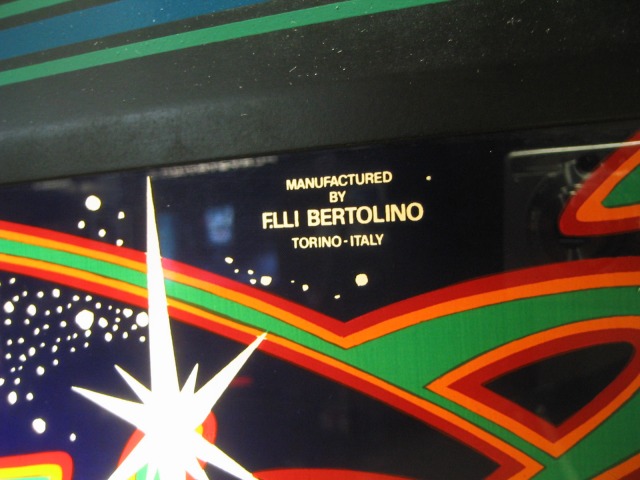 MANUFACTURED
BY
F.LLI BERTOLINO
TORINO-ITALY